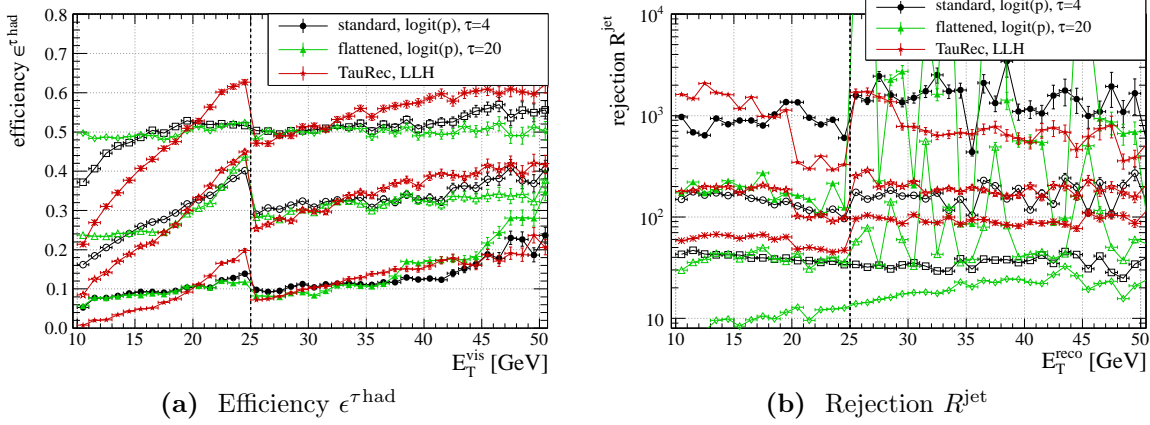 efficiency ϵ^τ had
0.8
0.7
0.6
0.5
0.4
0.3
0.2
0.1
0.0
standard, logit(p), τ=4
flattened, logit(p), τ=20
TauRec, LLH
10 15 20 25 30 35 40 45 50
E_T^vis [GeV]
(a) Efficiency ϵ^τ had
rejection R^jet
10^4
10^3
10^2
10
standard, logit(p), τ=4
flattened, logit(p), τ=20
TauRec, LLH
10 15 20 25 30 35 40 45 50
E_T^reco [GeV]
(b) Rejection R^jet